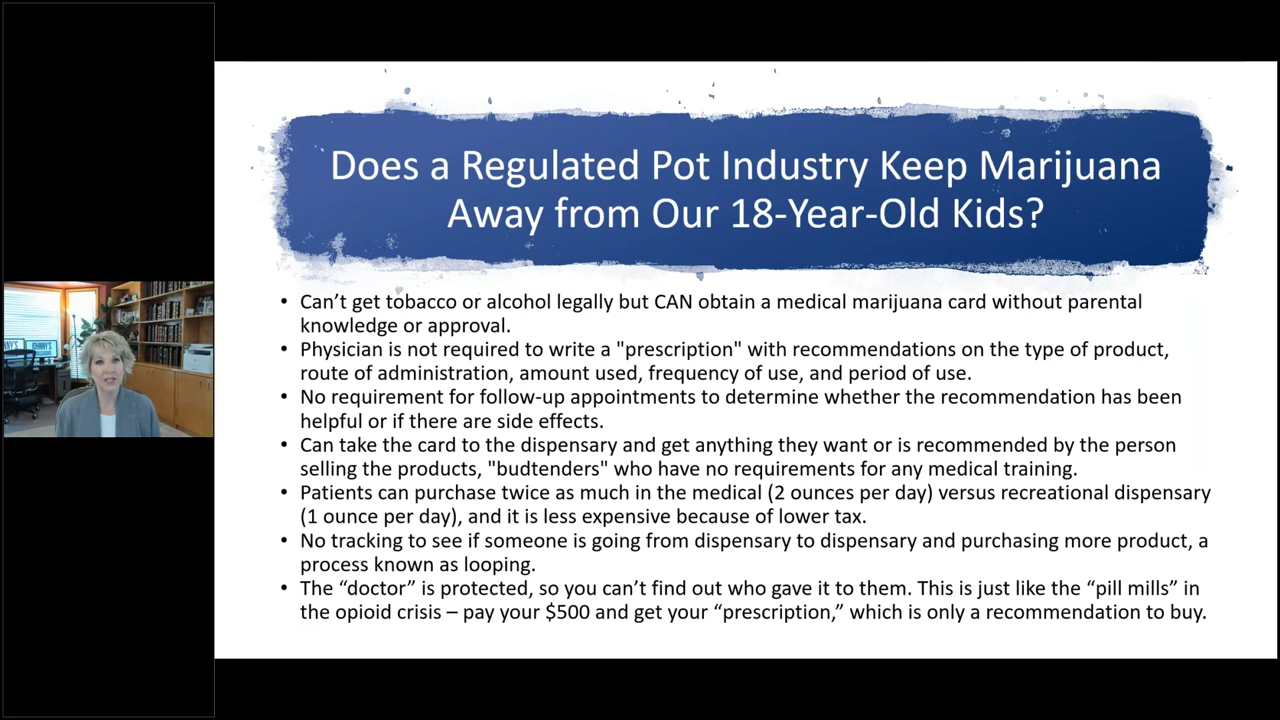 Does a Regulated Pot Industry Keep Marijuana
Away from Our 18-Year-Old Kids?
• Can’t get tobacco or alcohol legally but CAN obtain a medical marijuana card without parental
knowledge or approval.
• Physician is not required to write a "prescription" with recommendations on the type of product,
route of administration, amount used, frequency of use, and period of use.
• No requirement for follow-up appointments to determine whether the recommendation has been
helpful or if there are side effects.
• Can take the card to the dispensary and get anything they want or is recommended by the person
selling the products, "budtenders" who have no requirements for any medical training.
• Patients can purchase twice as much in the medical (2 ounces per day) versus recreational dispensary
(1 ounce per day), and it is less expensive because of lower tax.
• No tracking to see if someone is going from dispensary to dispensary and purchasing more product, a
process known as looping.
• The “doctor” is protected, so you can’t find out who gave it to them. This is just like the “pill mills” in
the opioid crisis – pay your $500 and get your “prescription,” which is only a recommendation to buy.